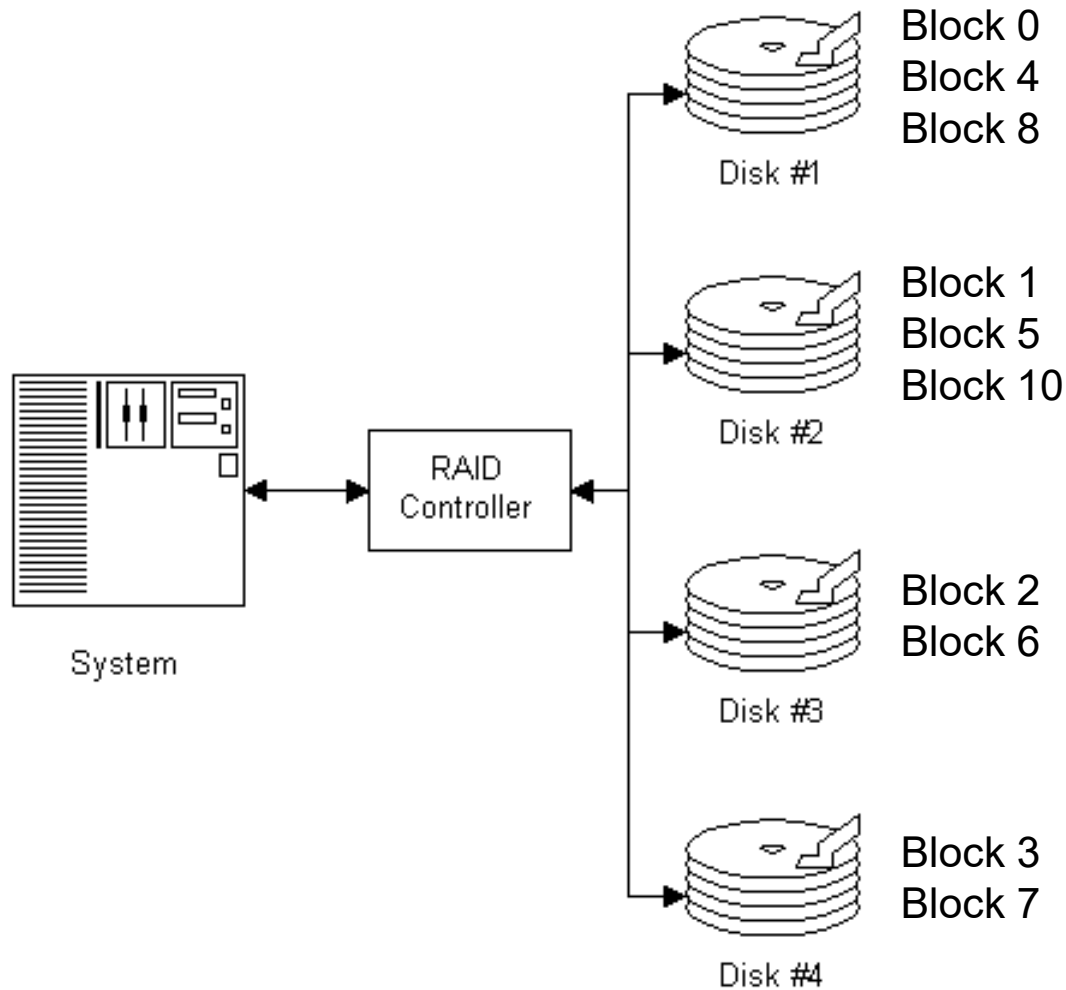 Block 0
Block 4
Block 8
Disk #1
Block 1
Block 5
Block 10
Disk #2
RAID
Controller
System
Block 2
Block 6
Disk #3
Block 3
Block 7
Disk #4